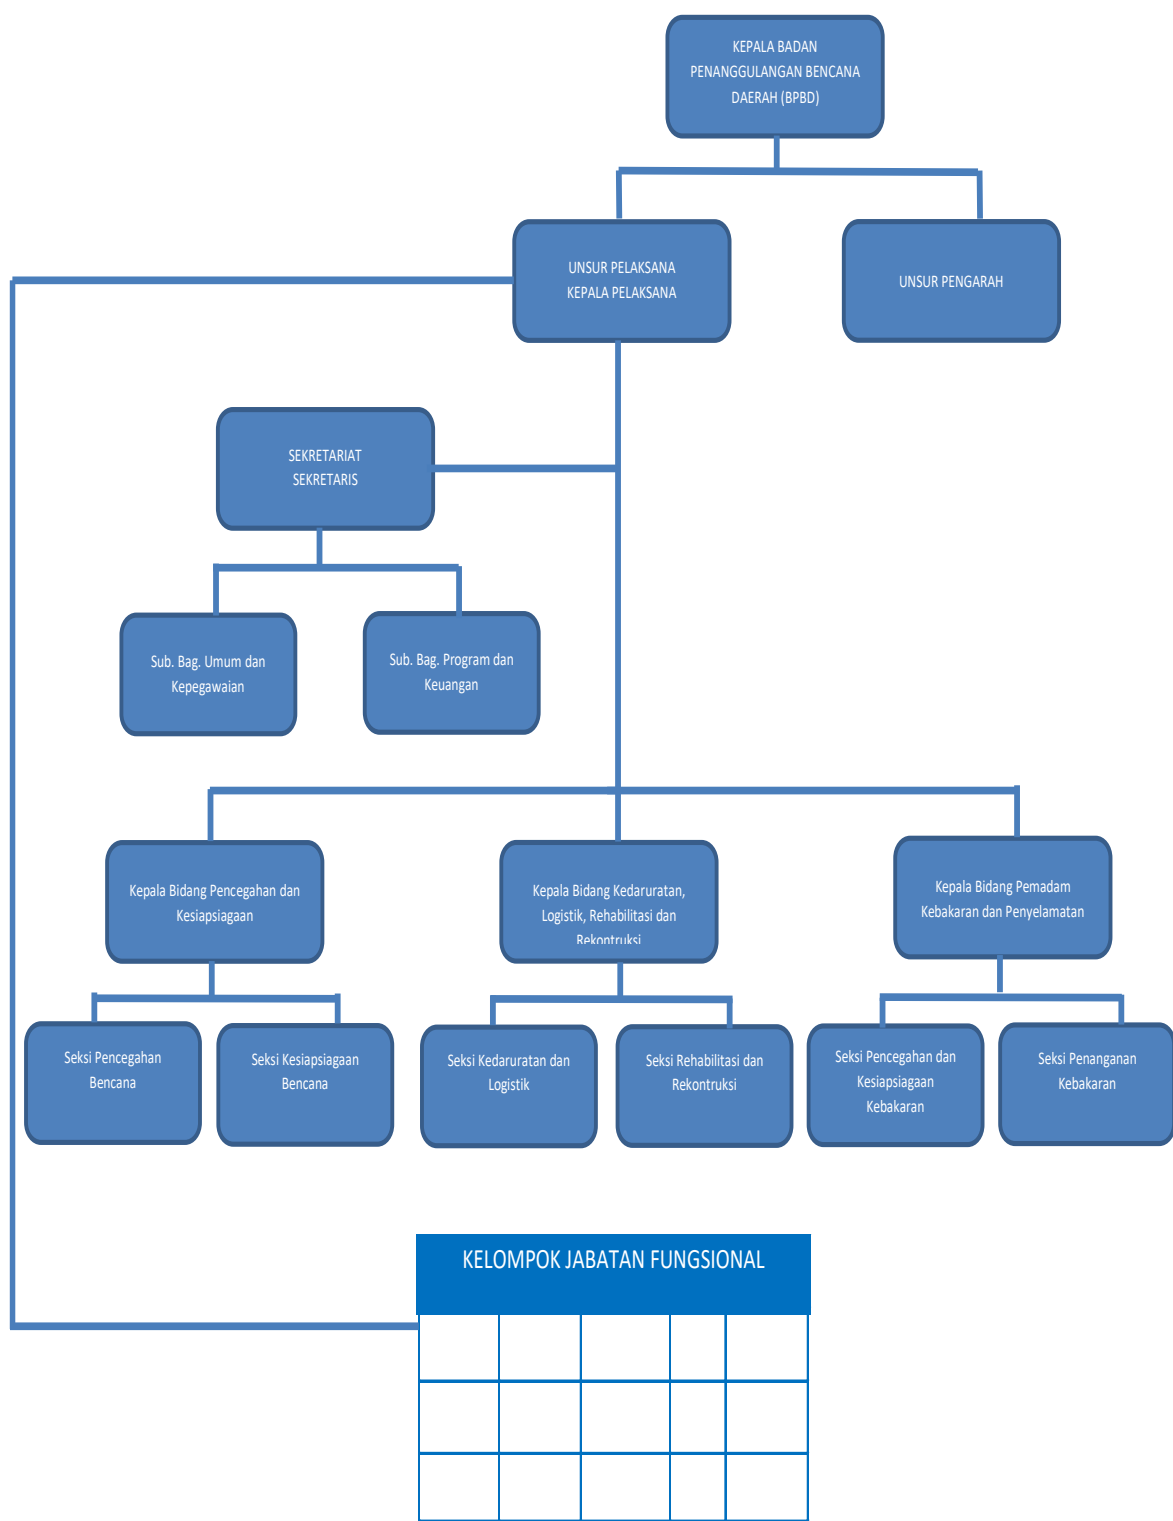 KEPALA BADAN
PENANGGULANGAN BENCANA
DAERAH (BPBD)
UNSUR PELAKSANA
KEPALA PELAKSANA
UNSUR PENGARAH
SEKRETARIAT
SEKRETARIS
Sub. Bag. Umum dan
Kepegawaian
Sub. Bag. Program dan
Keuangan
Kepala Bidang Pencegahan dan
Kesiapsiagaan
Kepala Bidang Kedaruratan,
Logistik, Rehabilitasi dan
Rekontruksi
Kepala Bidang Pemadam
Kebakaran dan Penyelamatan
Seksi Pencegahan
Bencana
Seksi Kesiapsiagaan
Bencana
Seksi Kedaruratan dan
Logistik
Seksi Rehabilitasi dan
Rekontruksi
Seksi Pencegahan dan
Kesiapsiagaan
Kebakaran
Seksi Penanganan
Kebakaran
KELOMPOK JABATAN FUNGSIONAL